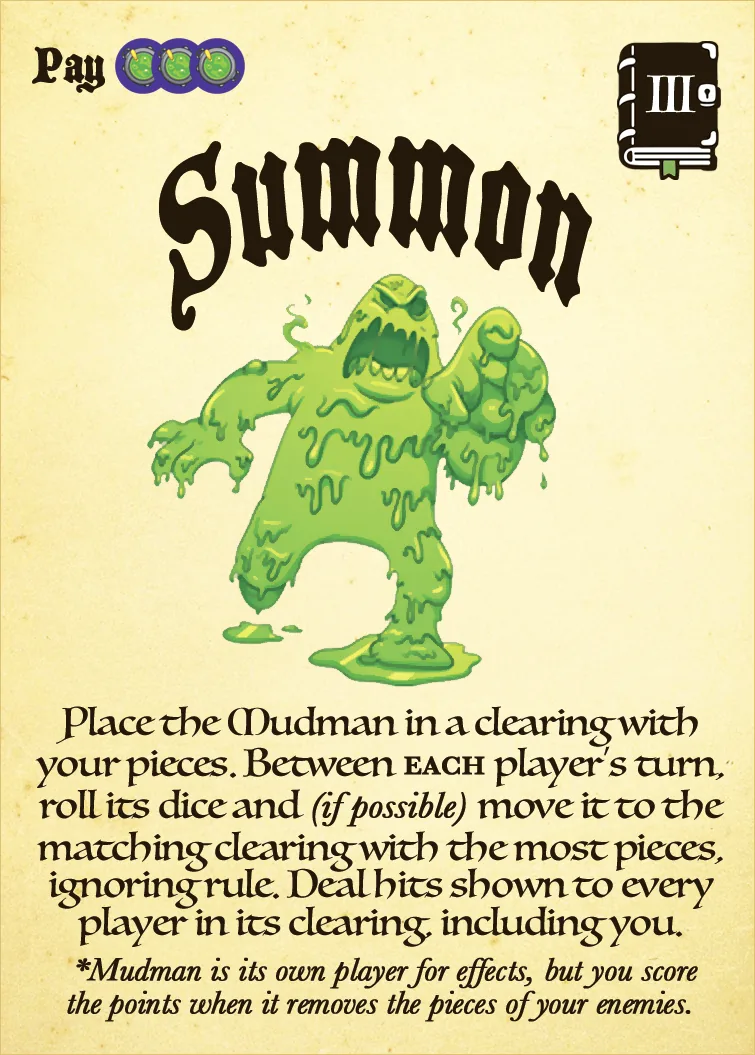 Pay
III
Summon
Place the Mudman in a clearing with
your pieces. Between EACH player's turn,
roll its dice and (if possible) move it to the
matching clearing with the most pieces,
ignoring rule. Deal hits shown to every
player in its clearing, including you.
*Mudman is its own player for effects, but you score
the points when it removes the pieces of your enemies.